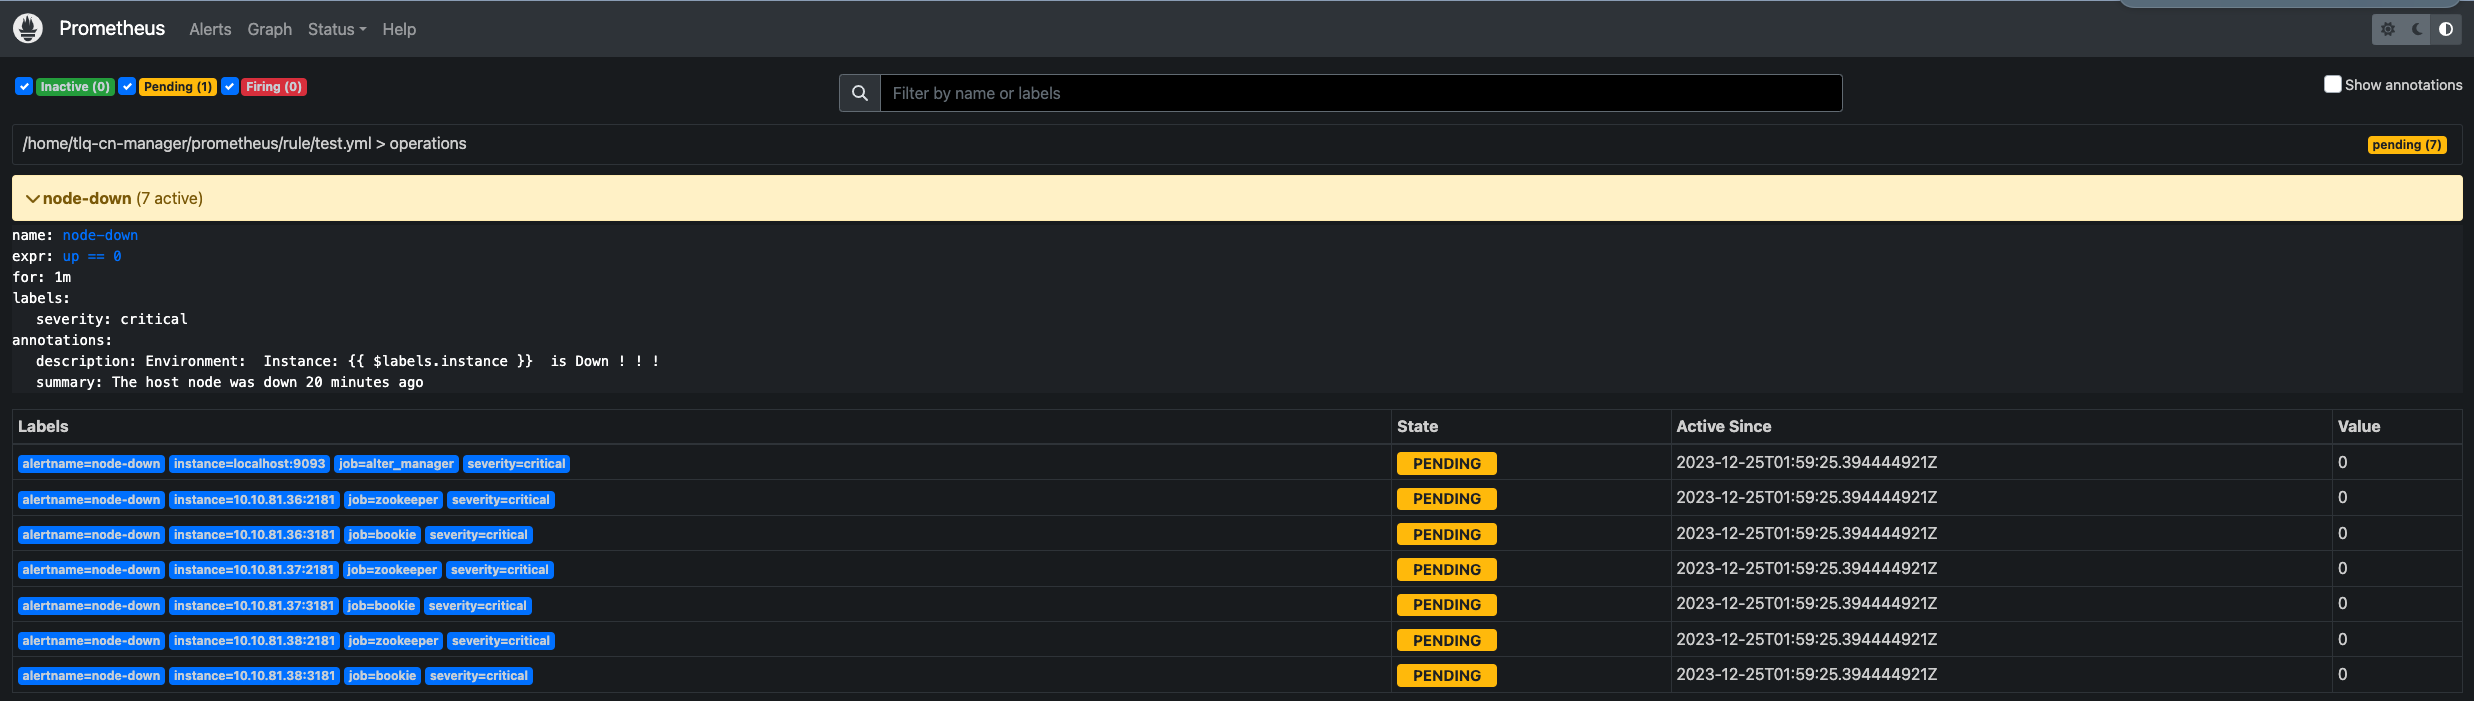 Prometheus Alerts Graph Status Help
Inactive (0) Pending (1) Firing (0) Filter by name or labels Show annotations
/home/tlq-cn-manager/prometheus/rule/test.yml > operations pending (7)
node-down (7 active)
name: node-down
expr: up == 0
for: 1m
labels:
severity: critical
annotations:
description: Environment: Instance: {{ $labels.instance }} is Down ! ! !
summary: The host node was down 20 minutes ago
Labels State Active Since Value
alertname=node-down instance=localhost:9093 job=alter_manager severity=critical PENDING 2023-12-25T01:59:25.394444921Z 0
alertname=node-down instance=10.10.81.36:2181 job=zookeeper severity=critical PENDING 2023-12-25T01:59:25.394444921Z 0
alertname=node-down instance=10.10.81.36:3181 job=bookie severity=critical PENDING 2023-12-25T01:59:25.394444921Z 0
alertname=node-down instance=10.10.81.37:2181 job=zookeeper severity=critical PENDING 2023-12-25T01:59:25.394444921Z 0
alertname=node-down instance=10.10.81.37:3181 job=bookie severity=critical PENDING 2023-12-25T01:59:25.394444921Z 0
alertname=node-down instance=10.10.81.38:2181 job=zookeeper severity=critical PENDING 2023-12-25T01:59:25.394444921Z 0
alertname=node-down instance=10.10.81.38:3181 job=bookie severity=critical PENDING 2023-12-25T01:59:25.394444921Z 0